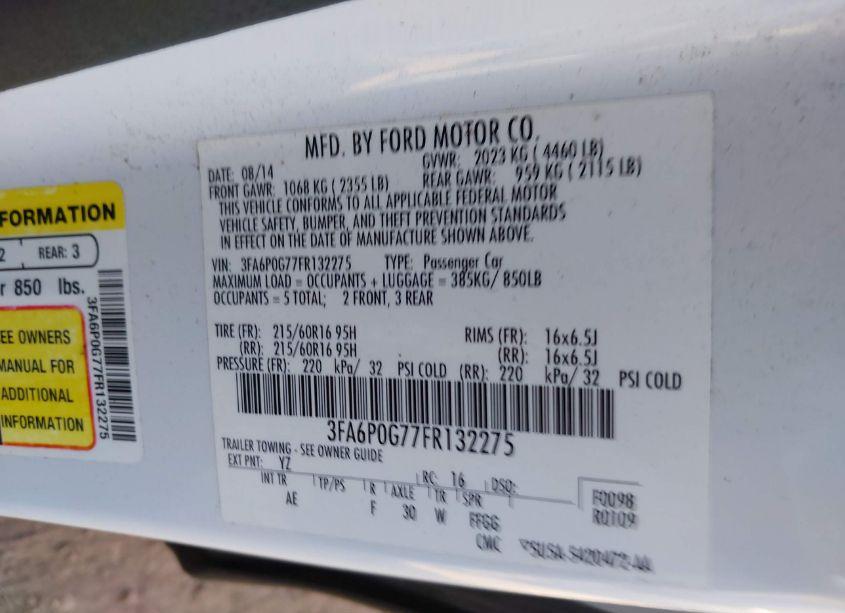 FORMATION
2 REAR: 3
r 850 lbs.
EE OWNERS
MANUAL FOR
ADDITIONAL
INFORMATION
3FA6P0G77FR132275
MFD. BY FORD MOTOR CO.
DATE: 08/14 GVWR: 2023 KG ( 4460 LB)
FRONT GAWR: 1068 KG ( 2355 LB) REAR GAWR: 959 KG ( 2115 LB)
THIS VEHICLE CONFORMS TO ALL APPLICABLE FEDERAL MOTOR
VEHICLE SAFETY, BUMPER, AND THEFT PREVENTION STANDARDS
IN EFFECT ON THE DATE OF MANUFACTURE SHOWN ABOVE.
VIN: 3FA6P0G77FR132275 TYPE: Passenger Car
MAXIMUM LOAD = OCCUPANTS + LUGGAGE = 385KG/ 850LB
OCCUPANTS = 5 TOTAL; 2 FRONT, 3 REAR
TIRE (FR): 215/60R16 95H RIMS (FR): 16x6.5J
(RR): 215/60R16 95H (RR): 16x6.5J
PRESSURE (FR): 220 kPa/ 32 PSI COLD (RR): 220 kPa/ 32 PSI COLD
3FA6P0G77FR132275
TRAILER TOWING - SEE OWNER GUIDE
EXT PNT: YZ RC: 16 DSO: F0098
INT TR TP/PS R AXLE TR SPR R0109
AE F 30 W FFGG
CMC